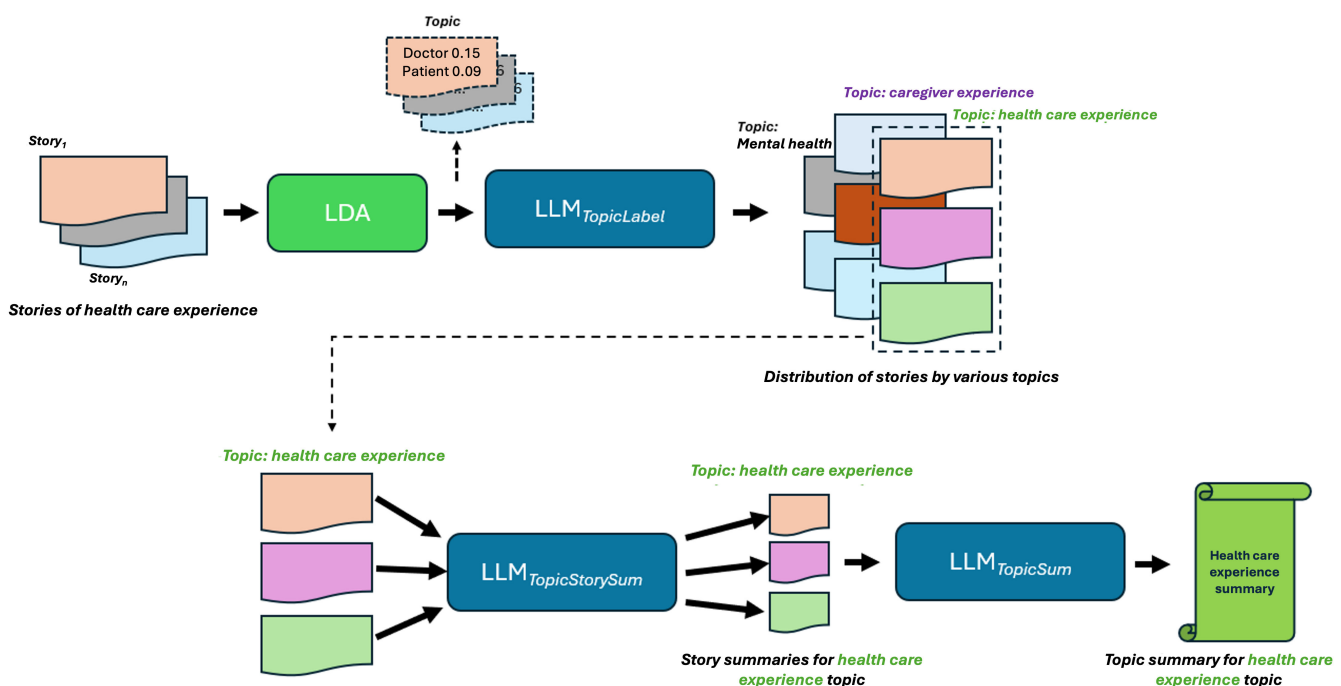 Topic
Doctor 0.15
Patient 0.09
6
6
...
...
Topic: caregiver experience
Topic: health care experience
Topic:
Mental health
Story1
LDA
LLMTopicLabel
Storyn
Stories of health care experience
Distribution of stories by various topics
Topic: health care experience
Topic: health care experience
LLMTopicStorySum
LLMTopicSum
Health care
experience
summary
Story summaries for health care
experience topic
Topic summary for health care
experience topic